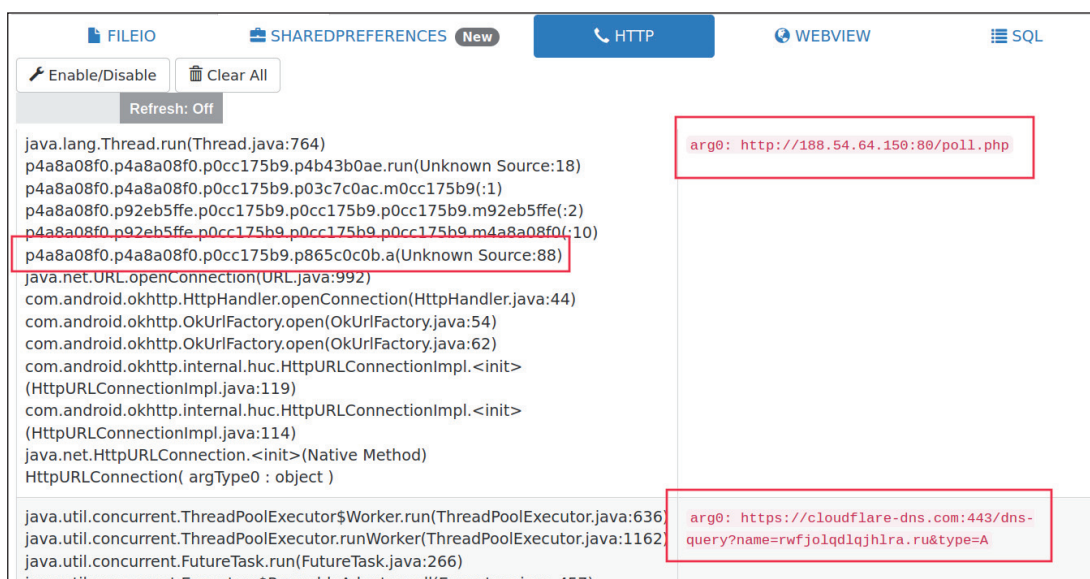 FILEIO
SHAREDPREFERENCES New
HTTP
WEBVIEW
SQL
Enable/Disable
Clear All
Refresh: Off
java.lang.Thread.run(Thread.java:764)
p4a8a08f0.p4a8a08f0.p0cc175b9.p4b43b0ae.run(Unknown Source:18)
p4a8a08f0.p4a8a08f0.p0cc175b9.p03c7c0ac.m0cc175b9(:1)
p4a8a08f0.p92eb5ffe.p0cc175b9.p0cc175b9.p0cc175b9.m92eb5ffe(:2)
p4a8a08f0.p92eb5ffe.p0cc175b9.p0cc175b9.p0cc175b9.m4a8a08f0(:10)
p4a8a08f0.p4a8a08f0.p0cc175b9.p865c0c0b.a(Unknown Source:88)
java.net.URL.openConnection(URL.java:992)
com.android.okhttp.HttpHandler.openConnection(HttpHandler.java:44)
com.android.okhttp.OkUrlFactory.open(OkUrlFactory.java:54)
com.android.okhttp.OkUrlFactory.open(OkUrlFactory.java:62)
com.android.okhttp.internal.huc.HttpURLConnectionImpl.<init>
(HttpURLConnectionImpl.java:119)
com.android.okhttp.internal.huc.HttpURLConnectionImpl.<init>
(HttpURLConnectionImpl.java:114)
java.net.HttpURLConnection.<init>(Native Method)
HttpURLConnection( argType0 : object )
arg0: http://188.54.64.150:80/poll.php
java.util.concurrent.ThreadPoolExecutor$Worker.run(ThreadPoolExecutor.java:636)
java.util.concurrent.ThreadPoolExecutor.runWorker(ThreadPoolExecutor.java:1162)
java.util.concurrent.FutureTask.run(FutureTask.java:266)
arg0: https://cloudflare-dns.com:443/dns-
query?name=rwfjolqdlqjhlra.ru&type=A